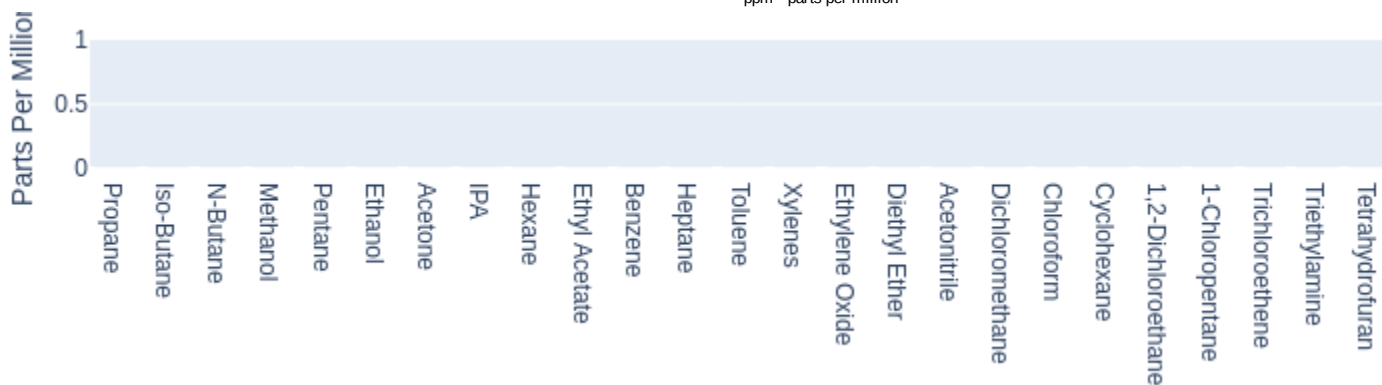 ppm - parts per million
Parts Per Million
1
0.5
0
Propane
Iso-Butane
N-Butane
Methanol
Pentane
Ethanol
Acetone
IPA
Hexane
Ethyl Acetate
Benzene
Heptane
Toluene
Xylenes
Ethylene Oxide
Diethyl Ether
Acetonitrile
Dichloromethane
Chloroform
Cyclohexane
1,2-Dichloroethane
1-Chloropentane
Trichloroethene
Triethylamine
Tetrahydrofuran